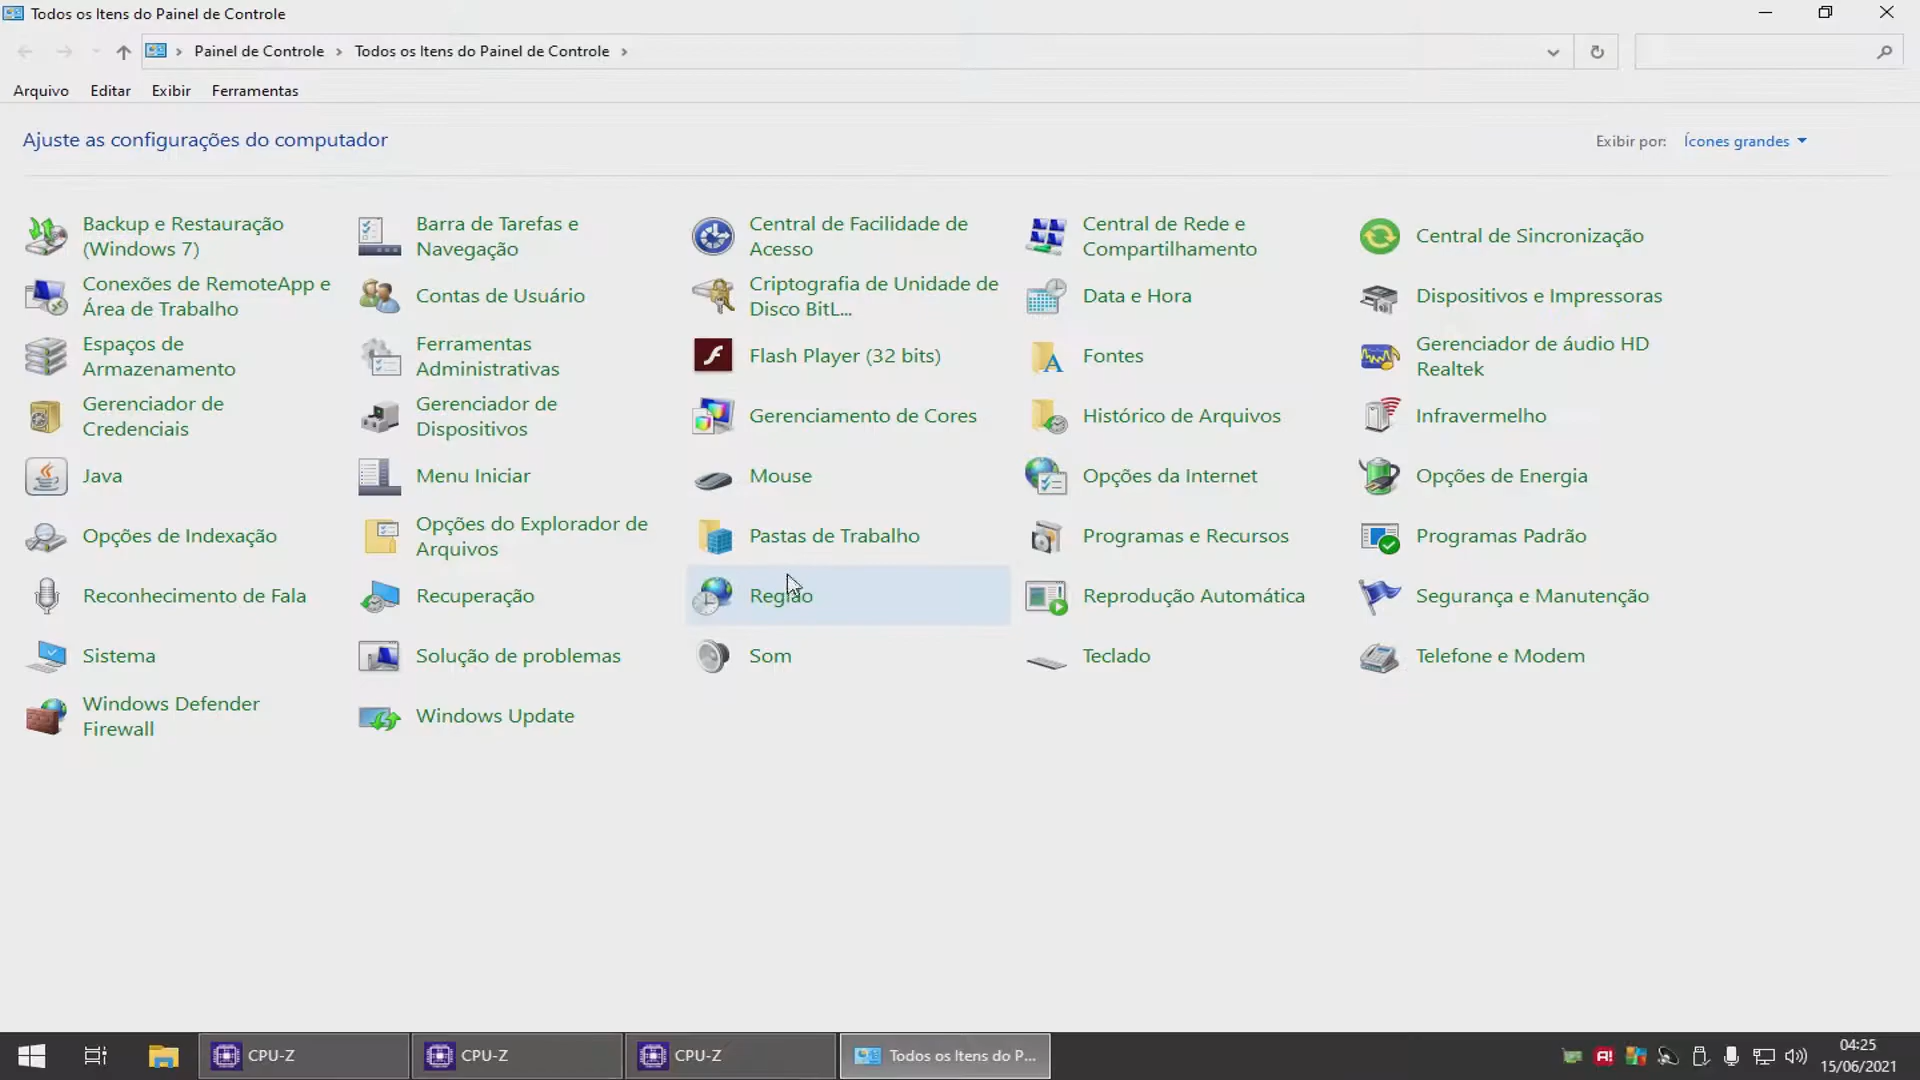 Todos os Itens do Painel de Controle
Painel de Controle
Todos os Itens do Painel de Controle
Arquivo
Editar
Exibir
Ferramentas
Ajuste as configurações do computador
Exibir por:
Ícones grandes
Backup e Restauração
(Windows 7)
Barra de Tarefas e
Navegação
Central de Facilidade de
Acesso
Central de Rede e
Compartilhamento
Central de Sincronização
Conexões de RemoteApp e
Área de Trabalho
Contas de Usuário
Criptografia de Unidade de
Disco BitL...
Data e Hora
Dispositivos e Impressoras
Espaços de
Armazenamento
Ferramentas
Administrativas
Flash Player (32 bits)
Fontes
Gerenciador de áudio HD
Realtek
Gerenciador de
Credenciais
Gerenciador de
Dispositivos
Gerenciamento de Cores
Histórico de Arquivos
Infravermelho
Java
Menu Iniciar
Mouse
Opções da Internet
Opções de Energia
Opções de Indexação
Opções do Explorador de
Arquivos
Pastas de Trabalho
Programas e Recursos
Programas Padrão
Reconhecimento de Fala
Recuperação
Região
Reprodução Automática
Segurança e Manutenção
Sistema
Solução de problemas
Som
Teclado
Telefone e Modem
Windows Defender
Firewall
Windows Update
CPU-Z
CPU-Z
CPU-Z
Todos os Itens do P...
04:25
15/06/2021